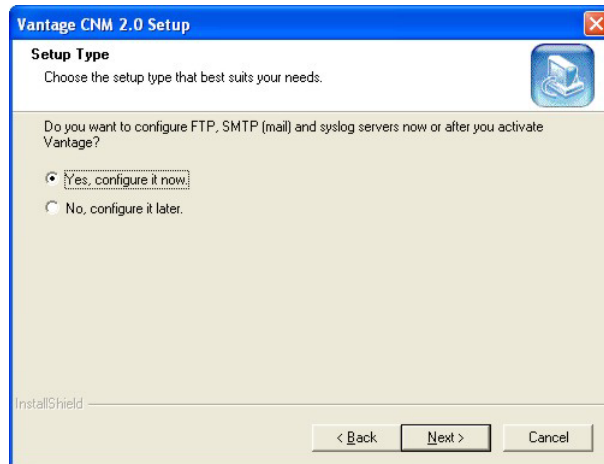 Vantage CNM 2.0 Setup
Setup Type
Choose the setup type that best suits your needs.
Do you want to configure FTP, SMTP (mail) and syslog servers now or after you activate
Vantage?
Yes, configure it now.
No, configure it later.
InstallShield
< Back Next > Cancel